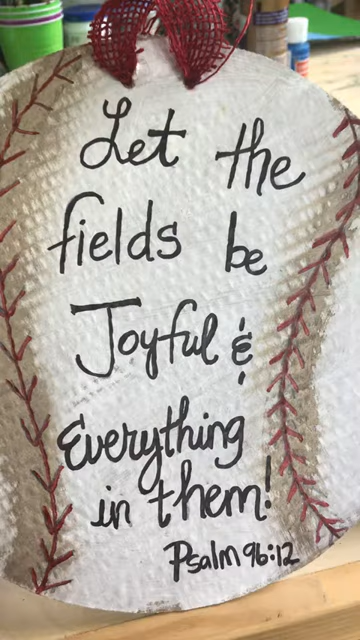 Let the
fields be
Joyful &
Everything
in them!
Psalm 96:12